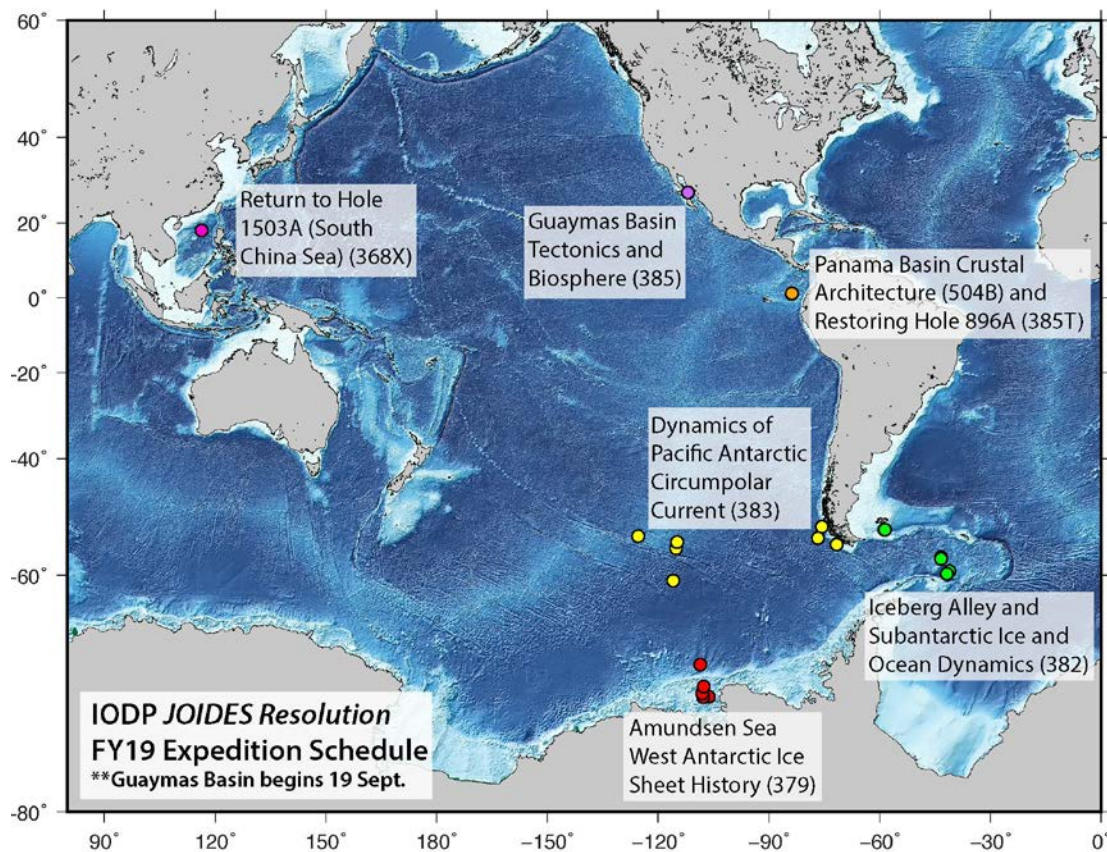 60˚
40˚
20˚
0˚
-20˚
-40˚
-60˚
-80˚
Return to Hole
1503A (South
China Sea) (368X)
Guaymas Basin
Tectonics and
Biosphere (385)
Panama Basin Crustal
Architecture (504B) and
Restoring Hole 896A (385T)
Dynamics of
Pacific Antarctic
Circumpolar
Current (383)
Iceberg Alley and
Subantarctic Ice and
Ocean Dynamics (382)
Amundsen Sea
West Antarctic Ice
Sheet History (379)
IODP JOIDES Resolution
FY19 Expedition Schedule
**Guaymas Basin begins 19 Sept.
90˚ 120˚ 150˚ 180˚ −150˚ −120˚ −90˚ −60˚ −30˚ 0˚